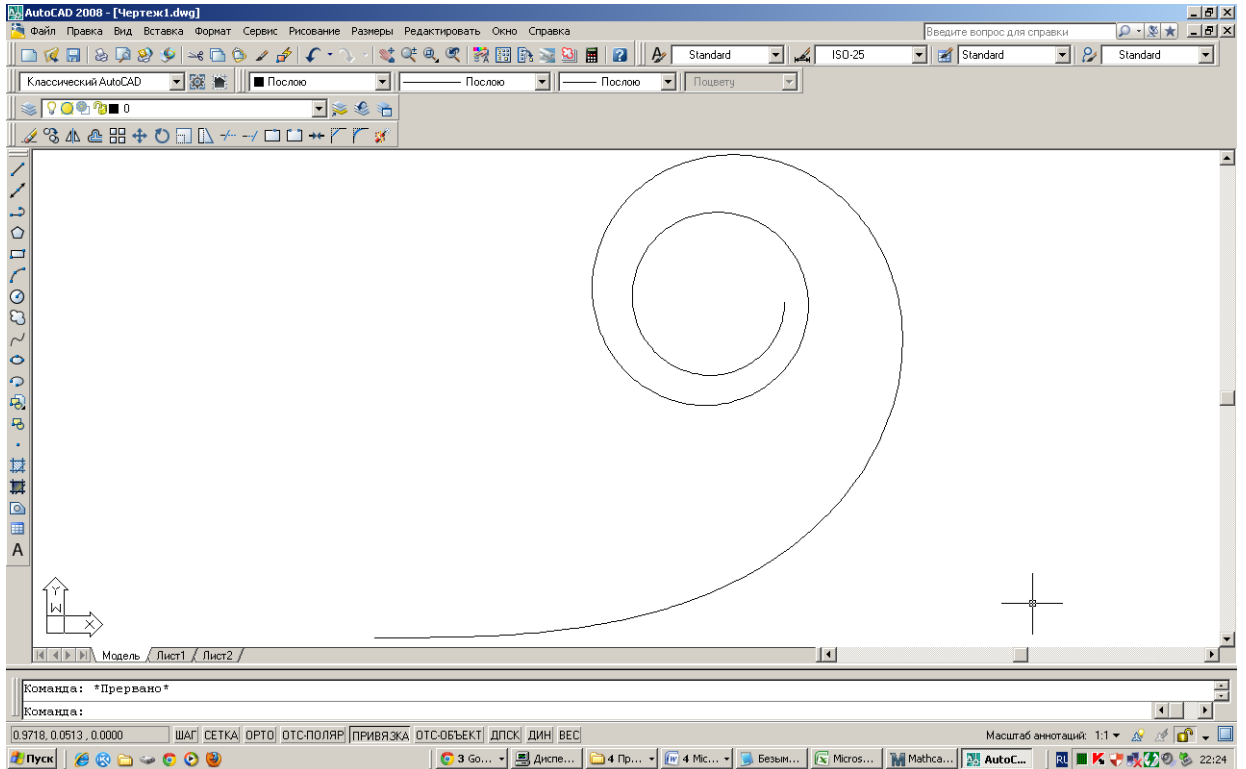 AutoCAD 2008 - [Чертеж1.dwg]
Файл Правка Вид Вставка Формат Сервис Рисование Размеры Редактировать Окно Справка Введите вопрос для справки
Standard ISO-25 Standard Standard
Классический AutoCAD Послою Послою Послою Поцвету
0
A
Y
W
X
Модель Лист1 Лист2
Команда: *Прервано*
Команда:
0.9718, 0.0513 , 0.0000 ШАГ СЕТКА ОРТО ОТС-ПОЛЯР ПРИВЯЗКА ОТС-ОБЪЕКТ ДПСК ДИН ВЕС Масштаб аннотаций: 1:1
Пуск 3 Go... Диспе... 4 Пр... 4 Mic... Безым... Micros... Mathca... AutoC... RL 22:24